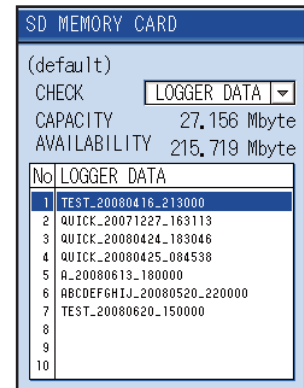 SD MEMORY CARD
(default)
CHECK LOGGER DATA
CAPACITY 27.156 Mbyte
AVAILABILITY 215.719 Mbyte
No LOGGER DATA
1 TEST_20080416_213000
2 QUICK_20071227_163113
3 QUICK_20080424_183046
4 QUICK_20080425_084538
5 A_20080613_180000
6 ABCDEFGHIJ_20080520_220000
7 TEST_20080620_150000
8
9
10